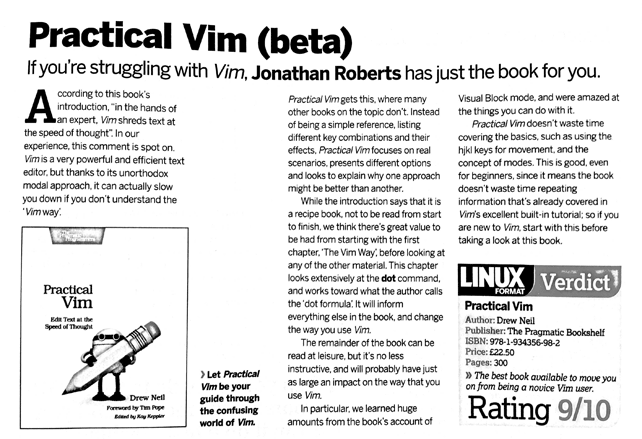 Practical Vim (beta)
If you're struggling with Vim, Jonathan Roberts has just the book for you.
According to this book's
introduction, "in the hands of
an expert, Vim shreds text at
the speed of thought". In our
experience, this comment is spot on.
Vim is a very powerful and efficient text
editor, but thanks to its unorthodox
modal approach, it can actually slow
you down if you don't understand the
'Vim way'.
Practical
Vim
Edit Text at the
Speed of Thought
Drew Neil
Foreword by Tim Pope
Edited by Kay Keppler
› Let Practical
Vim be your
guide through
the confusing
world of Vim.
Practical Vim gets this, where many
other books on the topic don't. Instead
of being a simple reference, listing
different key combinations and their
effects, Practical Vim focuses on real
scenarios, presents different options
and looks to explain why one approach
might be better than another.
While the introduction says that it is
a recipe book, not to be read from start
to finish, we think there's great value to
be had from starting with the first
chapter, 'The Vim Way', before looking at
any of the other material. This chapter
looks extensively at the dot command,
and works toward what the author calls
the 'dot formula'. It will inform
everything else in the book, and change
the way you use Vim.
The remainder of the book can be
read at leisure, but it's no less
instructive, and will probably have just
as large an impact on the way that you
use Vim.
In particular, we learned huge
amounts from the book's account of
Visual Block mode, and were amazed at
the things you can do with it.
Practical Vim doesn't waste time
covering the basics, such as using the
hjkl keys for movement, and the
concept of modes. This is good, even
for beginners, since it means the book
doesn't waste time repeating
information that's already covered in
Vim's excellent built-in tutorial; so if you
are new to Vim, start with this before
taking a look at this book.
LINUX
FORMAT
Verdict
Practical Vim
Author: Drew Neil
Publisher: The Pragmatic Bookshelf
ISBN: 978-1-934356-98-2
Price: £22.50
Pages: 300
» The best book available to move you
on from being a novice Vim user.
Rating 9/10